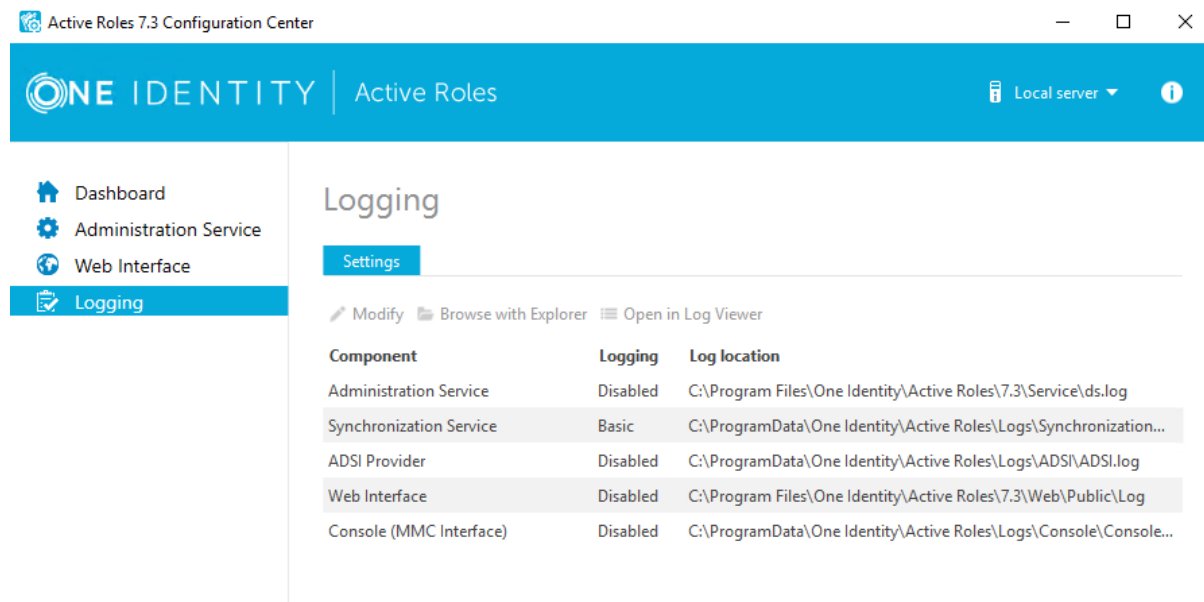 Active Roles 7.3 Configuration Center
ONE IDENTITY Active Roles Local server
Dashboard
Administration Service
Web Interface
Logging
Logging
Settings
Modify Browse with Explorer Open in Log Viewer
Component Logging Log location
Administration Service Disabled C:\Program Files\One Identity\Active Roles\7.3\Service\ds.log
Synchronization Service Basic C:\ProgramData\One Identity\Active Roles\Logs\Synchronization...
ADSI Provider Disabled C:\ProgramData\One Identity\Active Roles\Logs\ADSI\ADSI.log
Web Interface Disabled C:\Program Files\One Identity\Active Roles\7.3\Web\Public\Log
Console (MMC Interface) Disabled C:\ProgramData\One Identity\Active Roles\Logs\Console\Console...